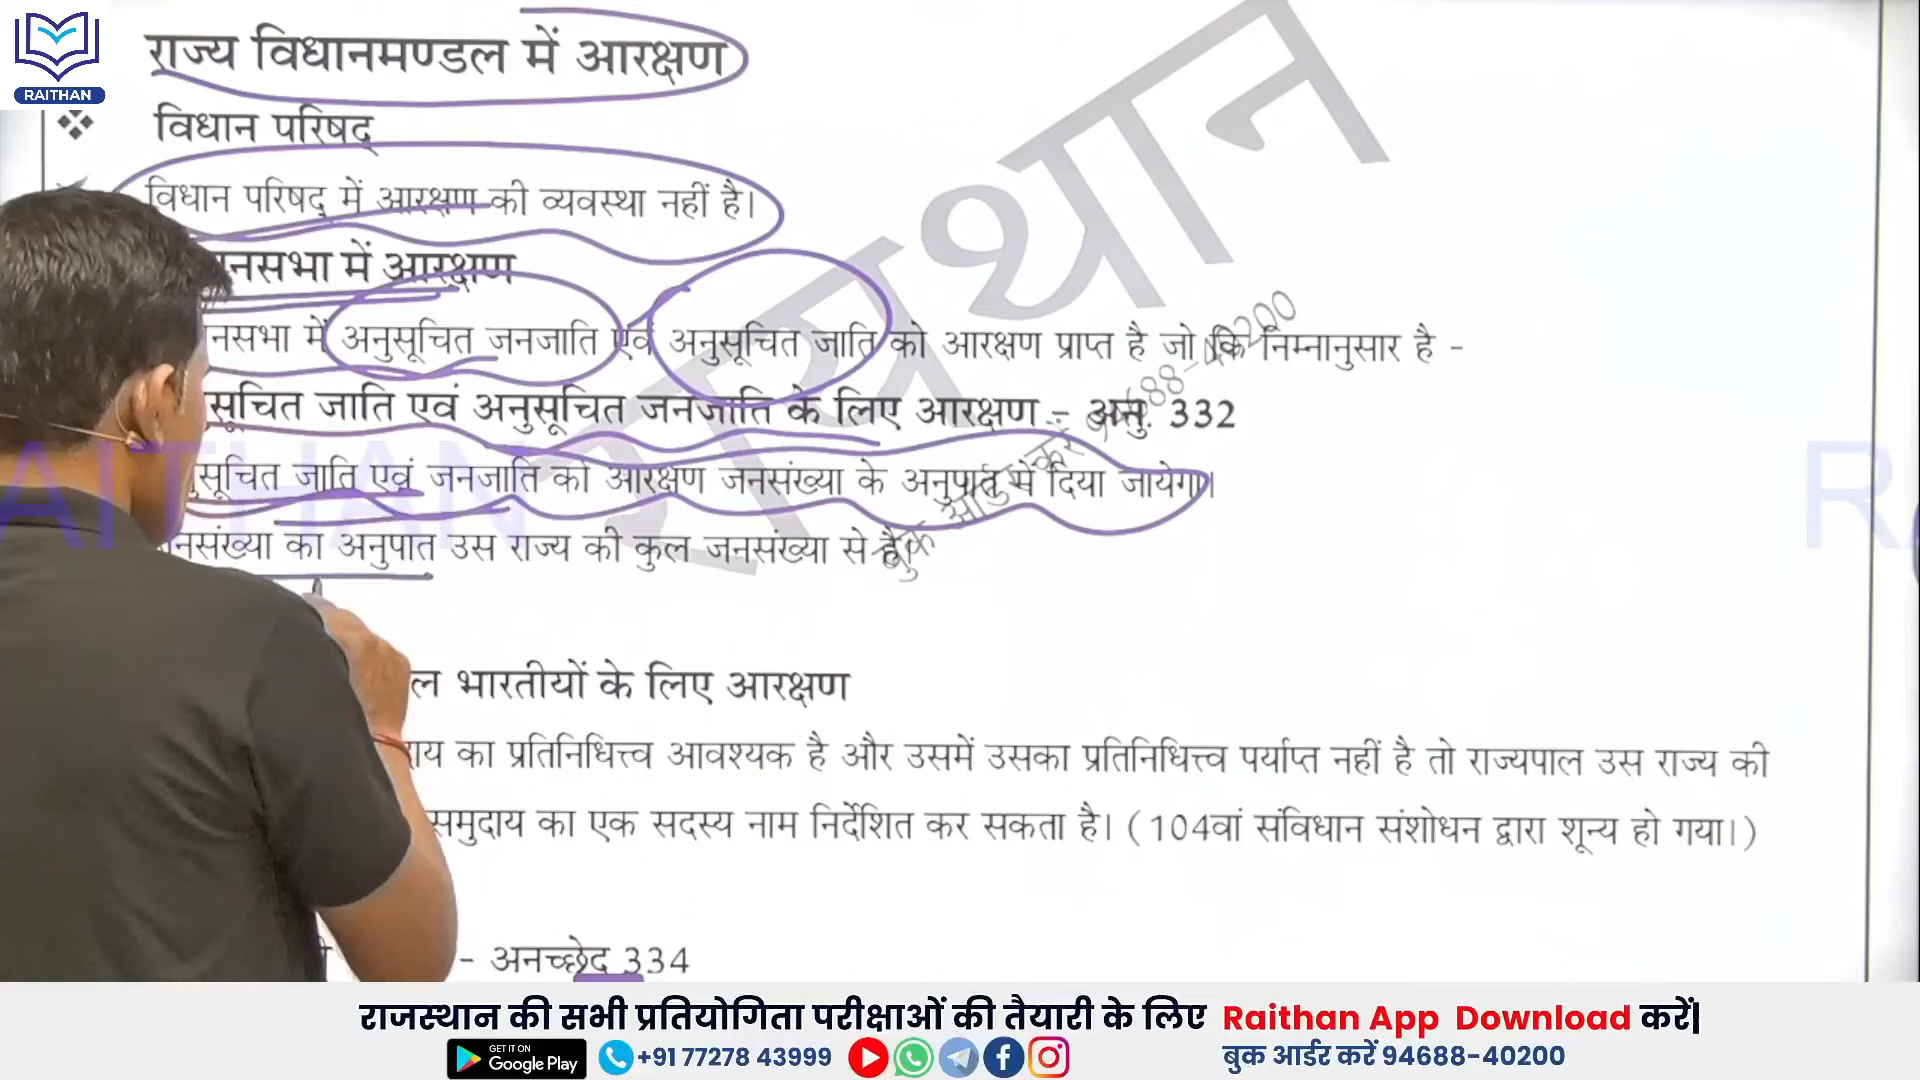 RAITHAN
राज्य विधानमण्डल में आरक्षण
विधान परिषद्
विधान परिषद् में आरक्षण की व्यवस्था नहीं है।
नसभा में आरक्षण
नसभा में अनुसूचित जनजाति एवं अनुसूचित जाति को आरक्षण प्राप्त है जो कि निम्नानुसार है -
सूचित जाति एवं अनुसूचित जनजाति के लिए आरक्षण - अनु. 332
सूचित जाति एवं जनजाति को आरक्षण जनसंख्या के अनुपात में दिया जायेगा।
नसंख्या का अनुपात उस राज्य की कुल जनसंख्या से है।
ल भारतीयों के लिए आरक्षण
दाय का प्रतिनिधित्त्व आवश्यक है और उसमें उसका प्रतिनिधित्त्व पर्याप्त नहीं है तो राज्यपाल उस राज्य की
समुदाय का एक सदस्य नाम निर्देशित कर सकता है। (104वां संविधान संशोधन द्वारा शून्य हो गया।)
- अनच्छेद 334
राजस्थान की सभी प्रतियोगिता परीक्षाओं की तैयारी के लिए Raithan App Download करें|
GET IT ON
Google Play
+91 77278 43999
बुक आर्डर करें 94688-40200